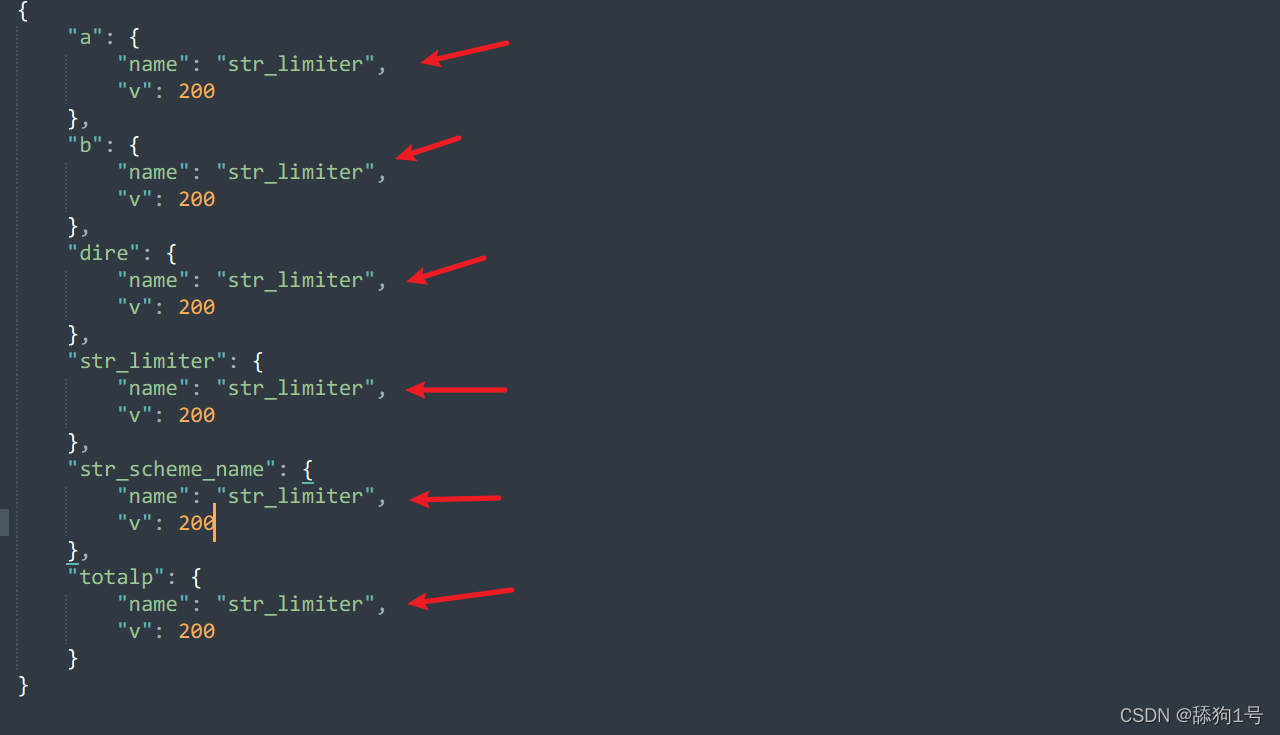 {
    "a": {
        "name": "str_limiter",
        "v": 200
    },
    "b": {
        "name": "str_limiter",
        "v": 200
    },
    "dire": {
        "name": "str_limiter",
        "v": 200
    },
    "str_limiter": {
        "name": "str_limiter",
        "v": 200
    },
    "str_scheme_name": {
        "name": "str_limiter",
        "v": 200
    },
    "totalp": {
        "name": "str_limiter",
        "v": 200
    }
}
CSDN @舔狗1号